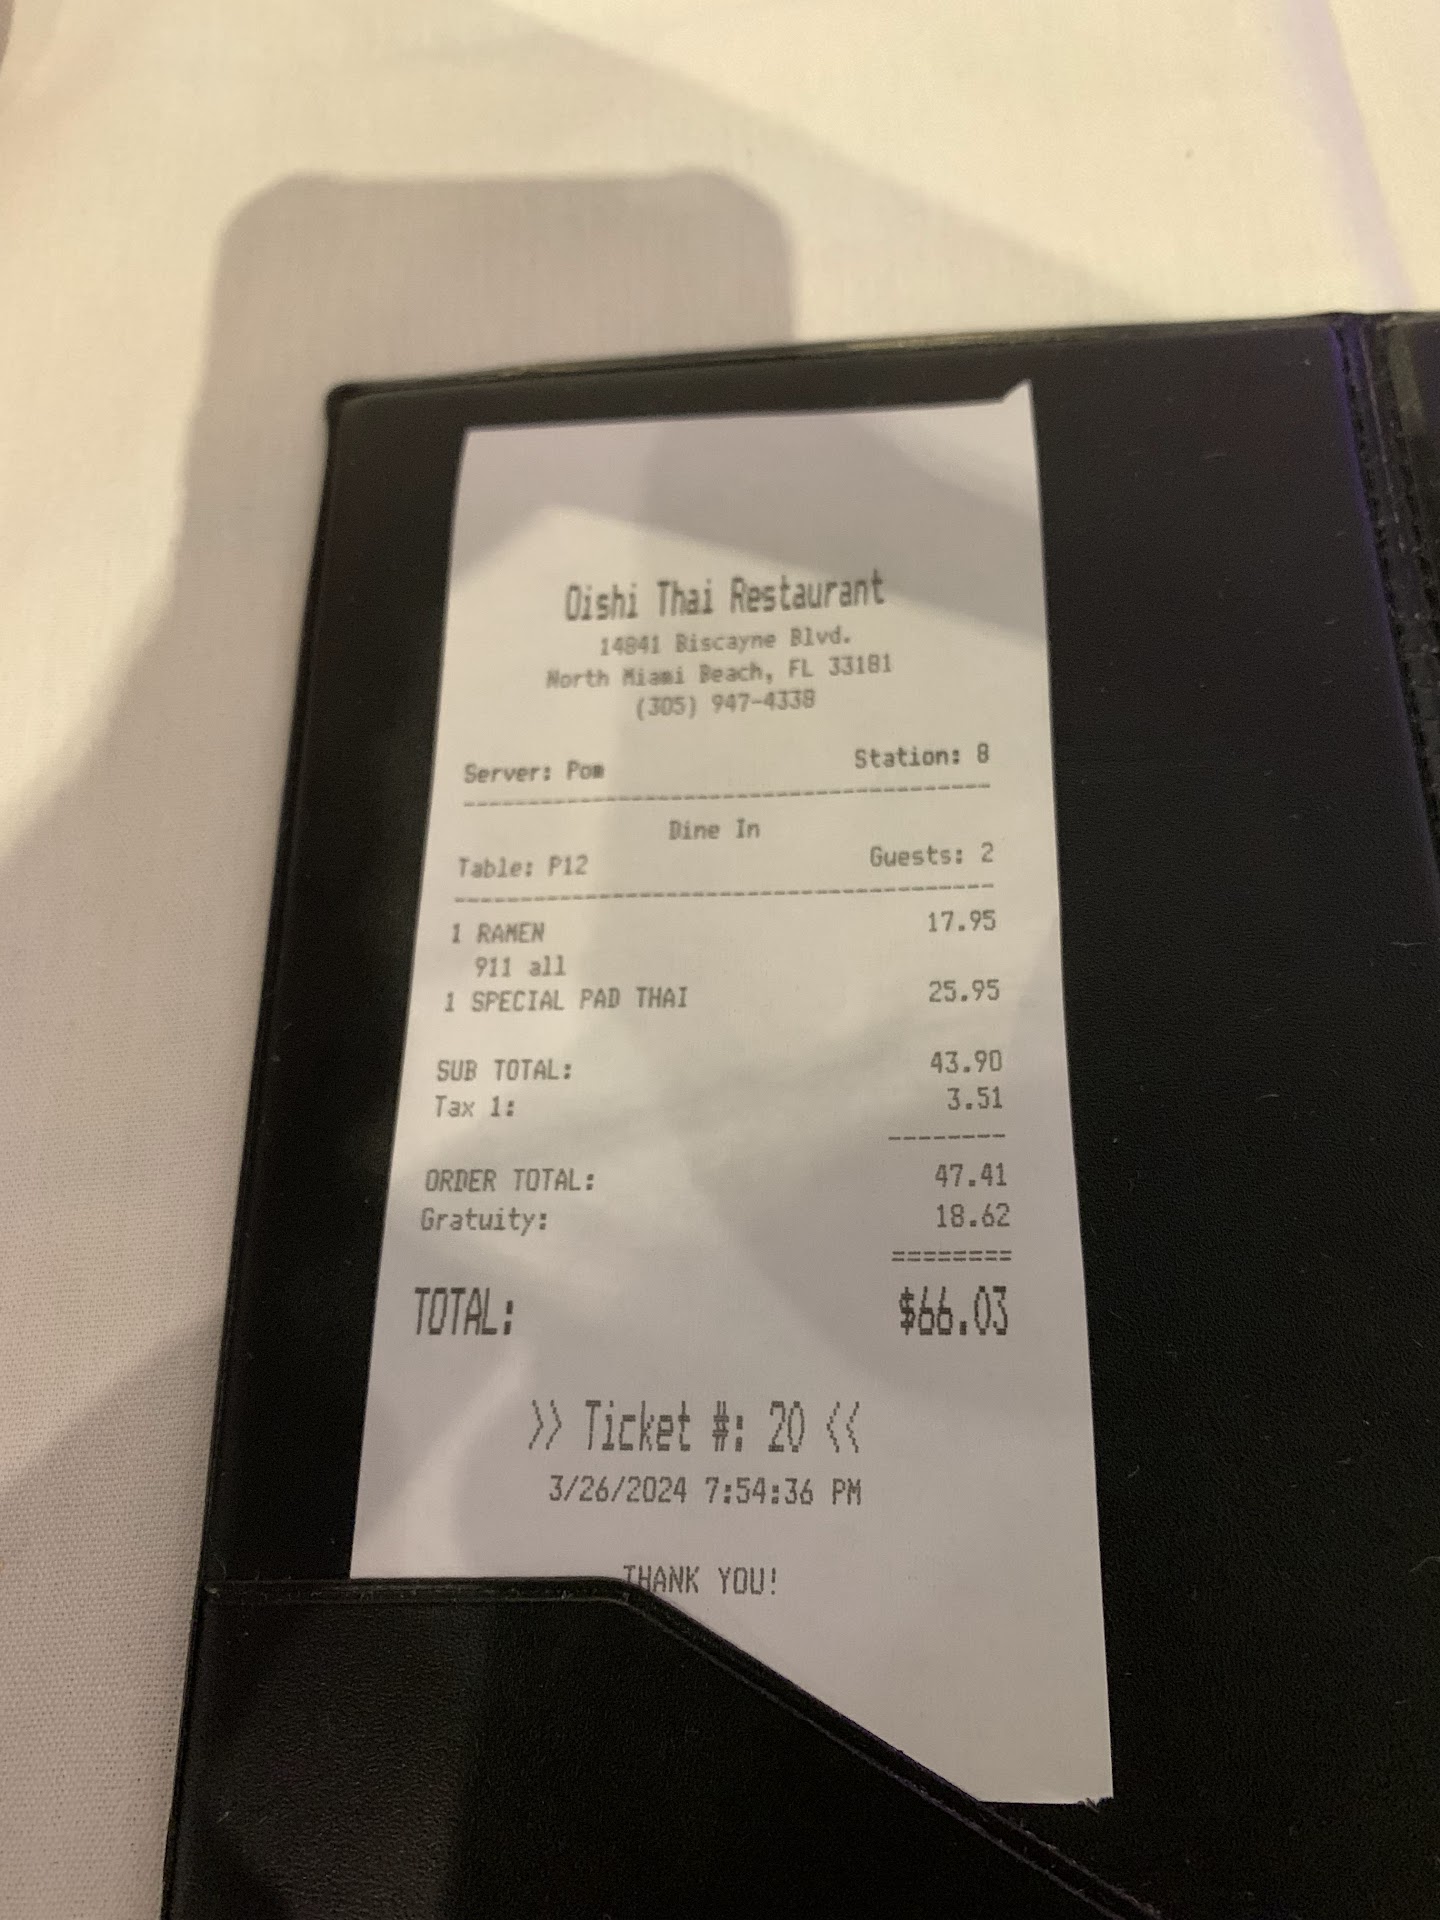 Oishi Thai Restaurant
14841 Biscayne Blvd.
North Miami Beach, FL 33181
(305) 947-4338
Server: Pom Station: 8
----------------------------------------
Dine In
Table: P12 Guests: 2
----------------------------------------
1 RAMEN 17.95
911 all
1 SPECIAL PAD THAI 25.95
SUB TOTAL: 43.90
Tax 1: 3.51
--------
ORDER TOTAL: 47.41
Gratuity: 18.62
========
TOTAL: $66.03
>> Ticket #: 20 <<
3/26/2024 7:54:36 PM
THANK YOU!